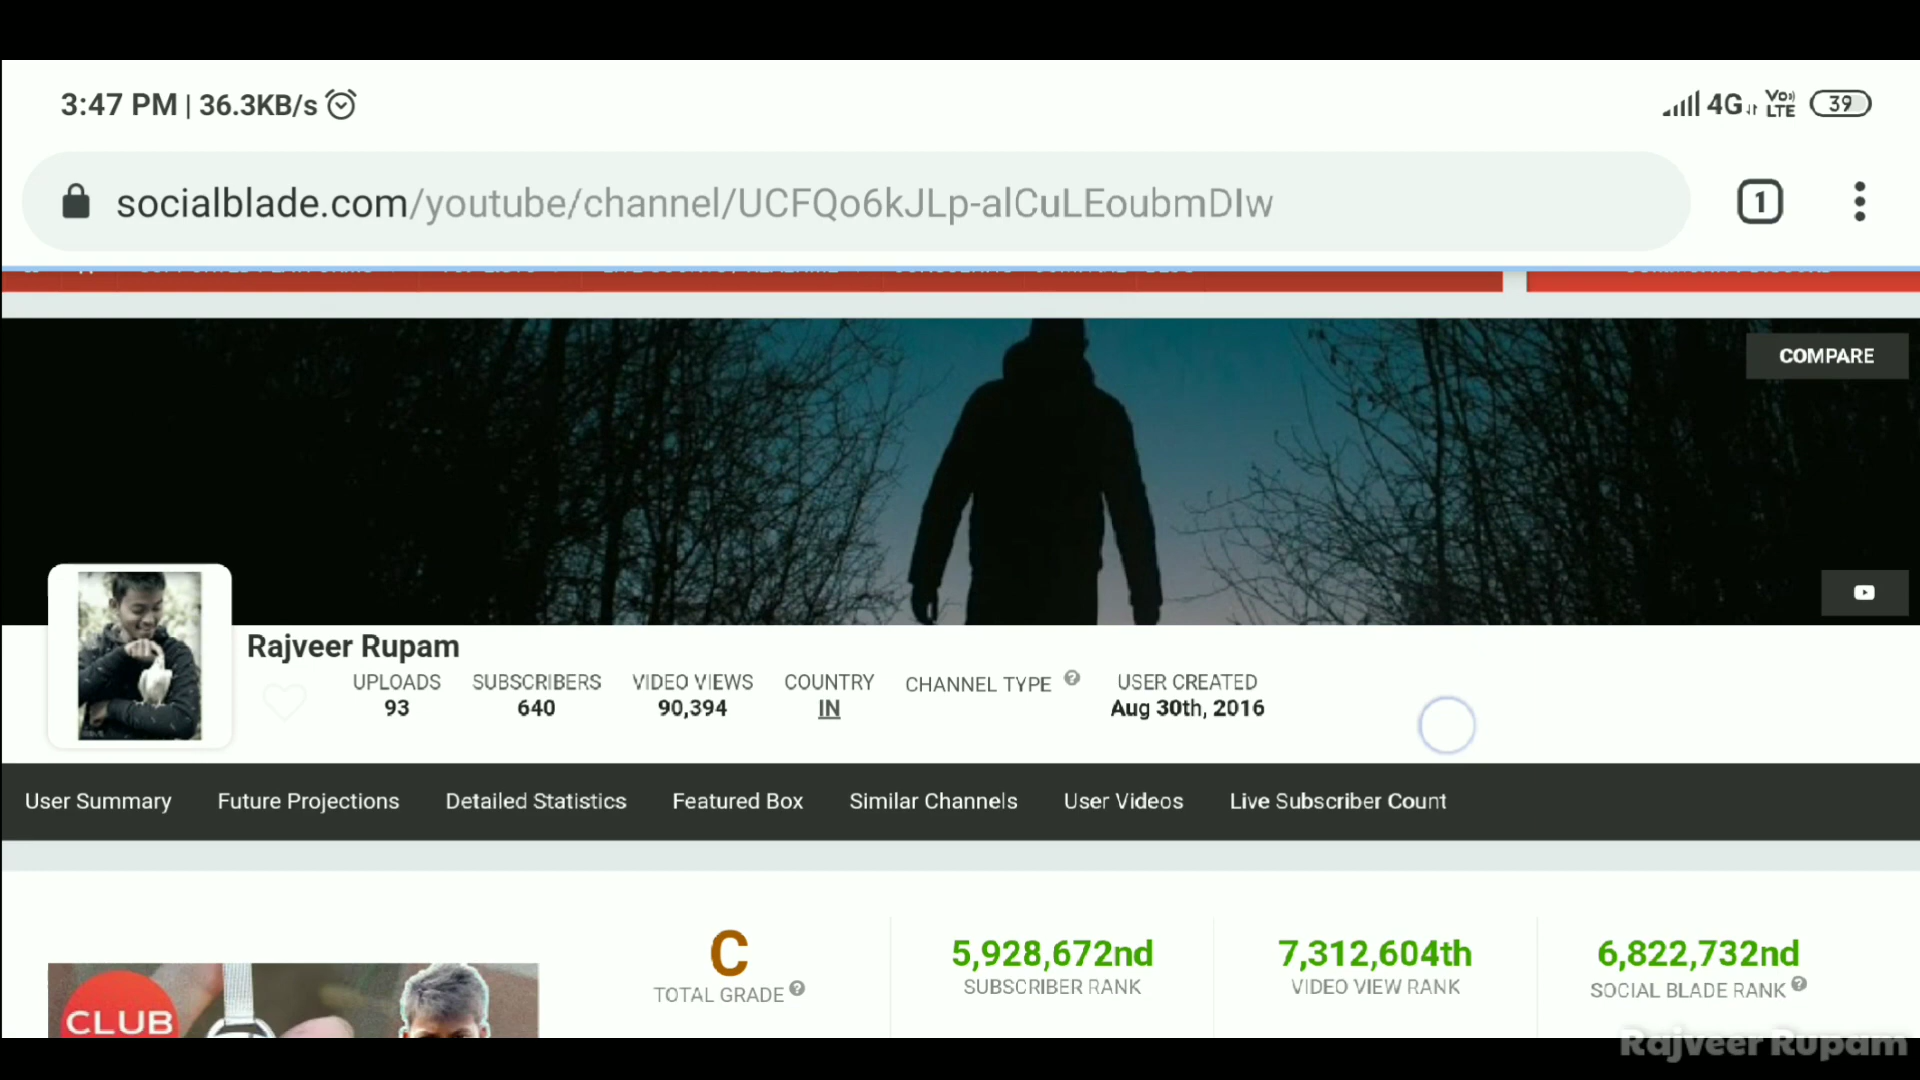 3:47 PM | 36.3KB/s
4G Vo) LTE 39
socialblade.com/youtube/channel/UCFQo6kJLp-alCuLEoubmDIw
1
COMPARE
Rajveer Rupam
UPLOADS SUBSCRIBERS VIDEO VIEWS COUNTRY CHANNEL TYPE ? USER CREATED
93 640 90,394 IN Aug 30th, 2016
User Summary Future Projections Detailed Statistics Featured Box Similar Channels User Videos Live Subscriber Count
C 5,928,672nd 7,312,604th 6,822,732nd
TOTAL GRADE ? SUBSCRIBER RANK VIDEO VIEW RANK SOCIAL BLADE RANK ?
CLUB
Rajveer Rupam